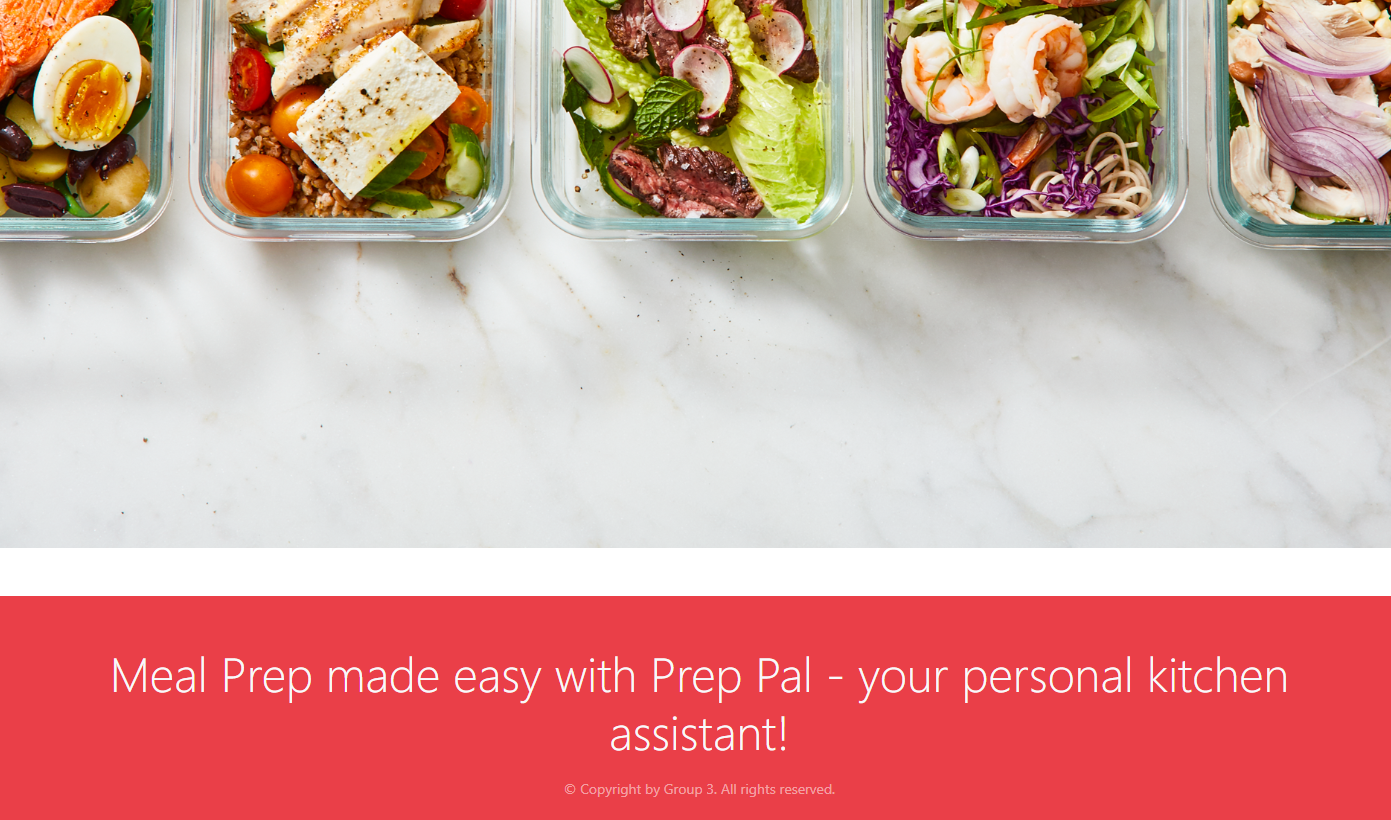 Meal Prep made easy with Prep Pal - your personal kitchen
assistant!
© Copyright by Group 3. All rights reserved.